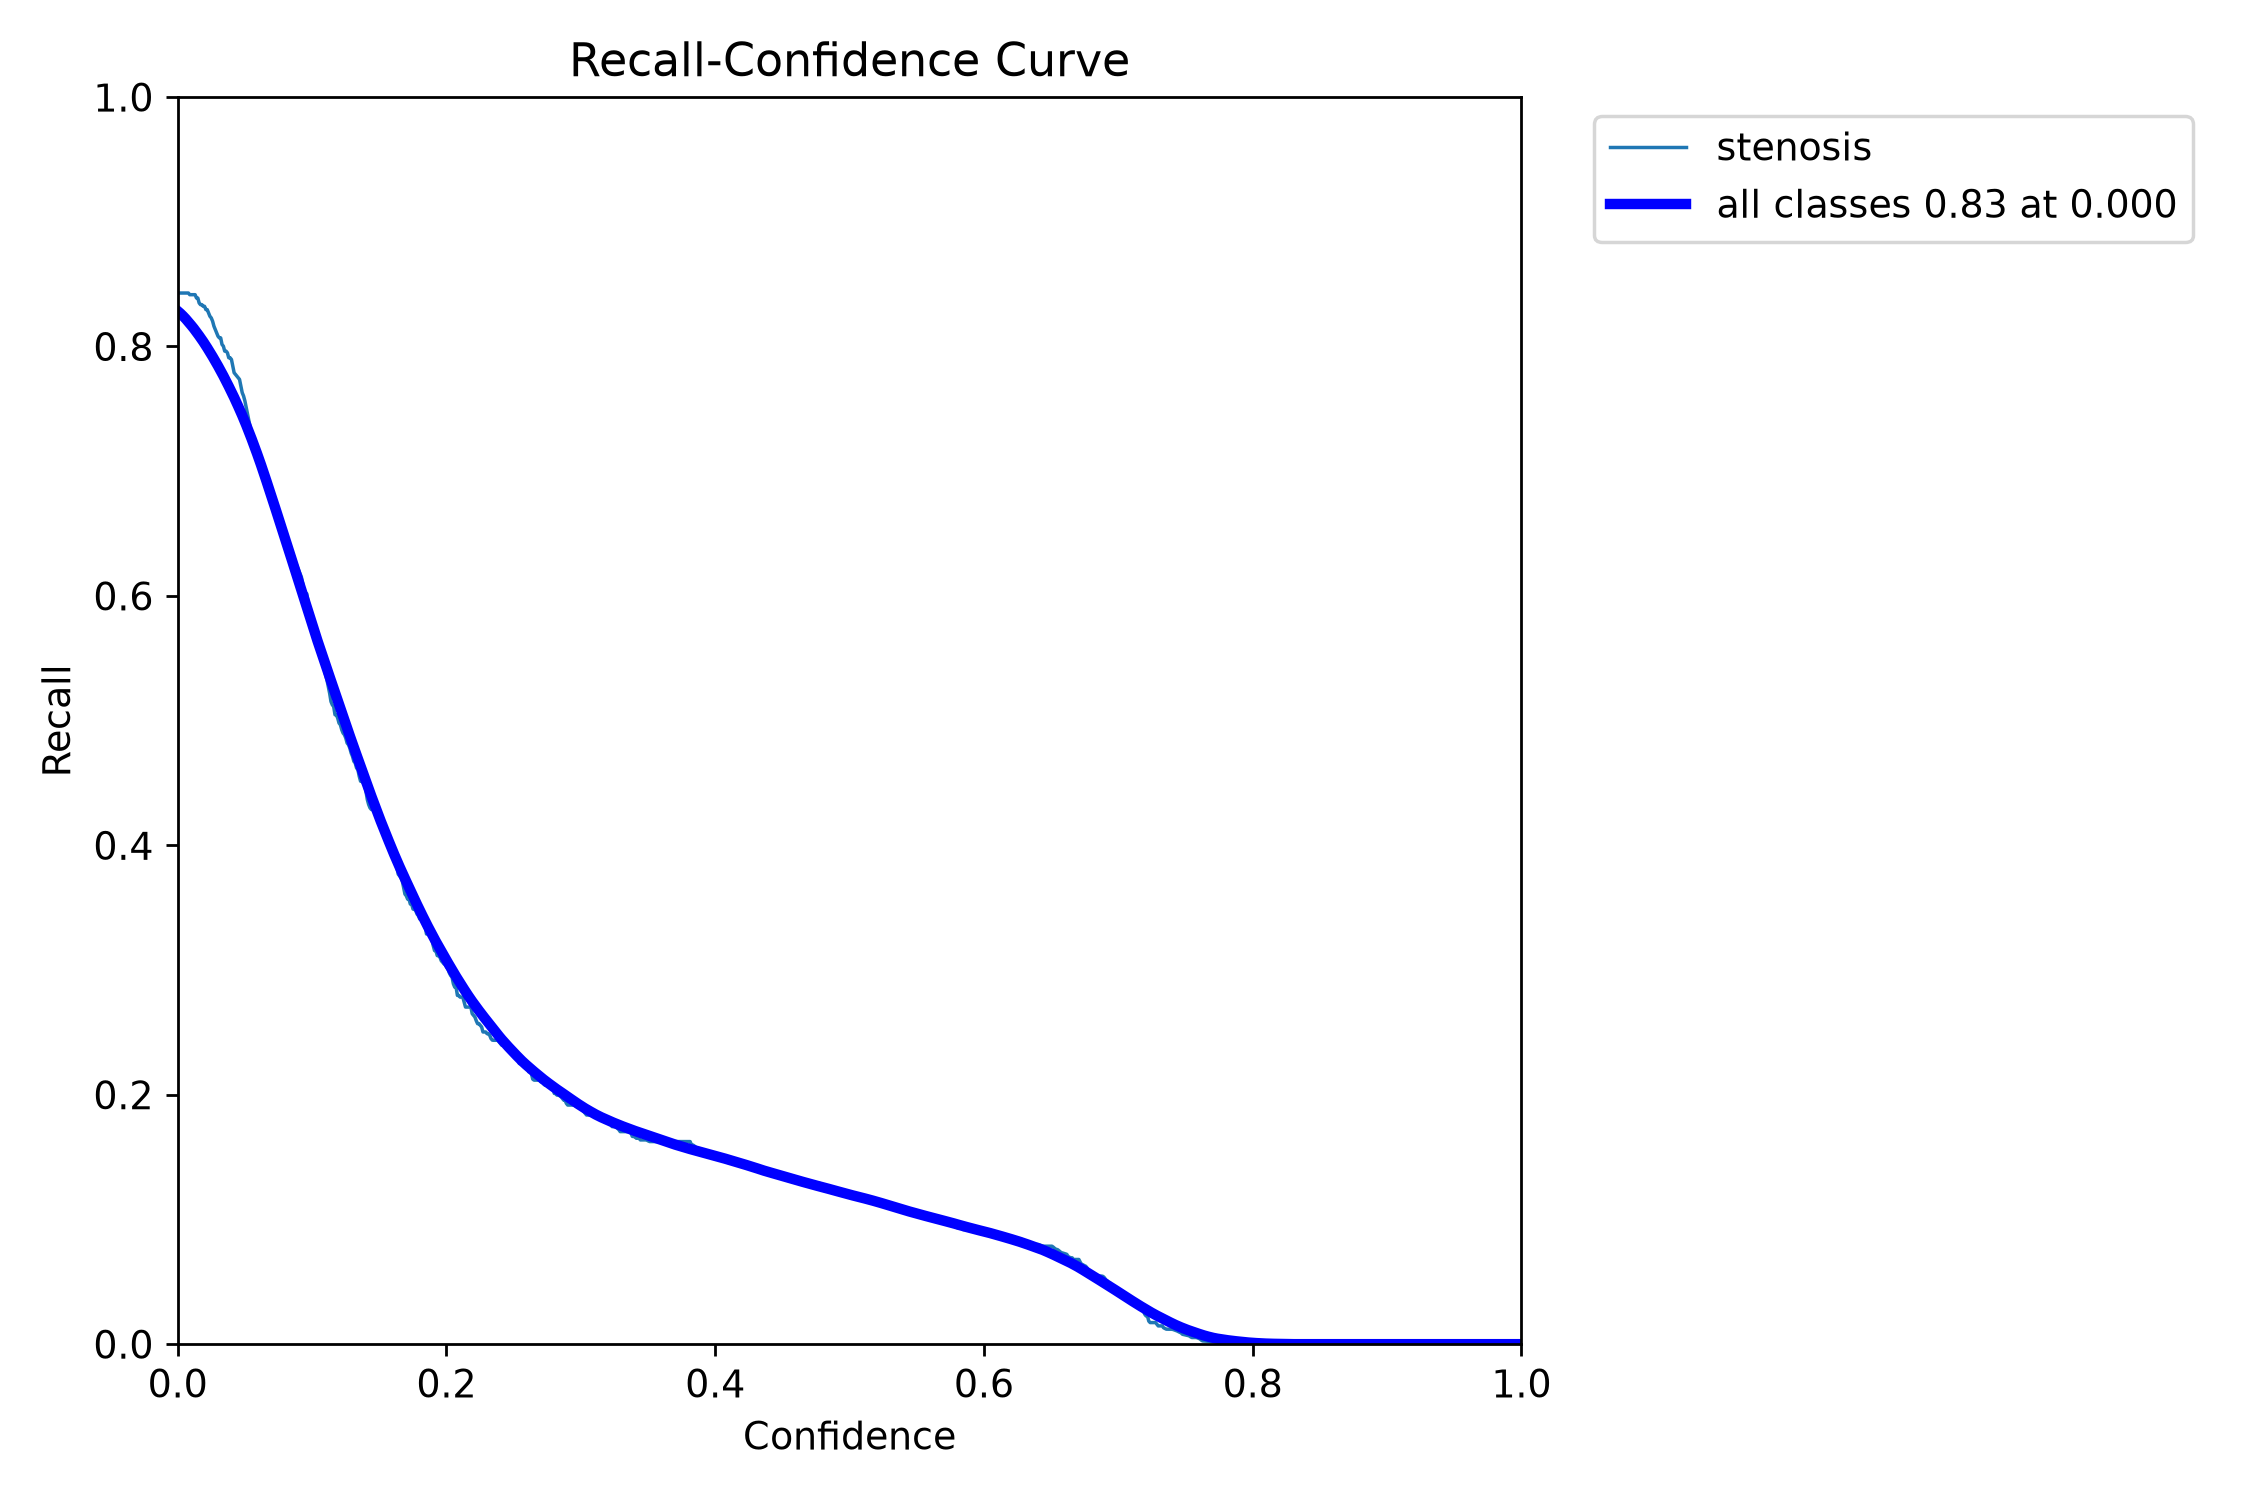 Recall-Confidence Curve
1.0
0.8
0.6
0.4
0.2
0.0
Recall
0.0 0.2 0.4 0.6 0.8 1.0
Confidence
stenosis
all classes 0.83 at 0.000